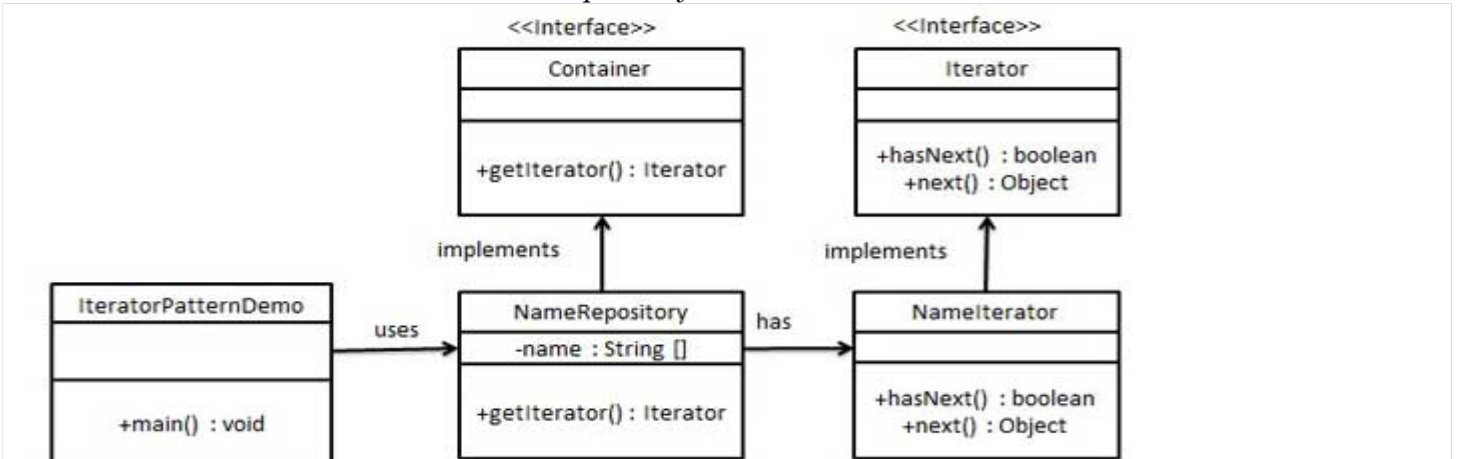 <<Interface>>
Container
+getIterator() : Iterator
<<Interface>>
Iterator
+hasNext() : boolean
+next() : Object
implements
implements
IteratorPatternDemo
+main() : void
uses
NameRepository
-name : String []
+getIterator() : Iterator
has
NameIterator
+hasNext() : boolean
+next() : Object